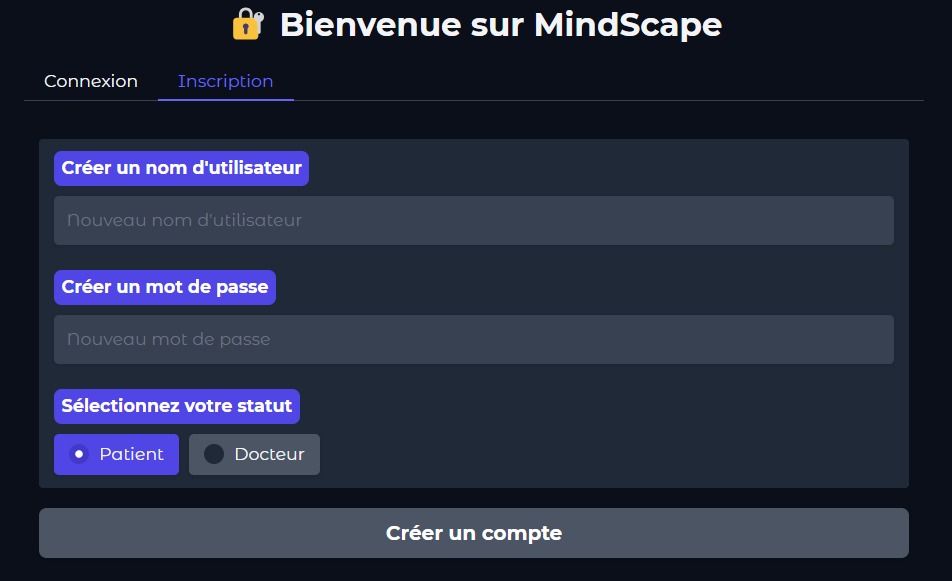 Bienvenue sur MindScape
Connexion Inscription
Créer un nom d'utilisateur
Nouveau nom d'utilisateur
Créer un mot de passe
Nouveau mot de passe
Sélectionnez votre statut
Patient Docteur
Créer un compte